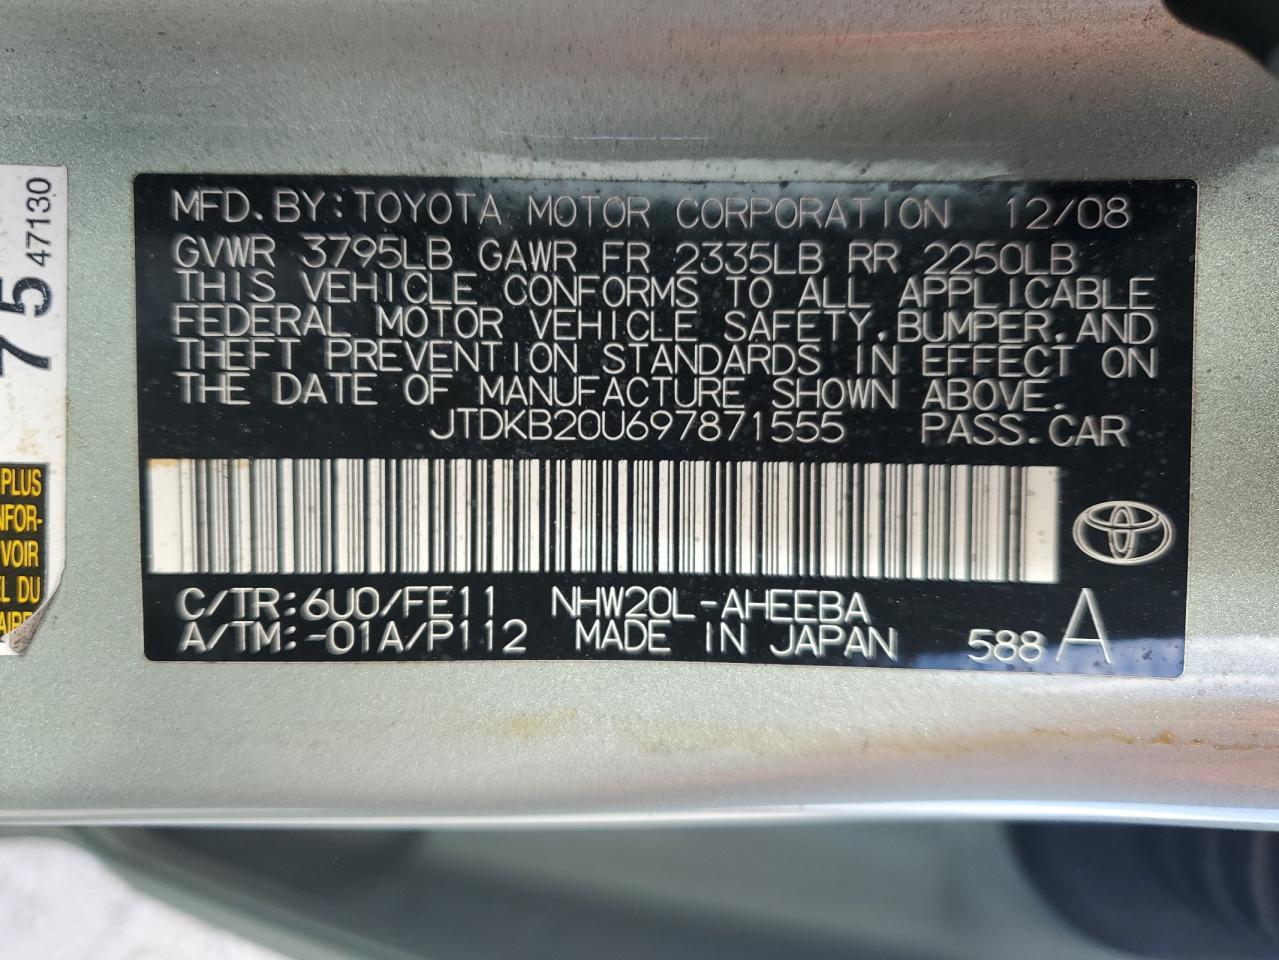 MFD. BY: TOYOTA MOTOR CORPORATION 12/08
GVWR 3795LB GAWR FR 2335LB RR 2250LB
THIS VEHICLE CONFORMS TO ALL APPLICABLE
FEDERAL MOTOR VEHICLE SAFETY, BUMPER, AND
THEFT PREVENTION STANDARDS IN EFFECT ON
THE DATE OF MANUFACTURE SHOWN ABOVE.
JTDKB20U697871555 PASS. CAR
C/TR: 6U0/FE11 NHW20L-AHEEBA
A/TM: -01A/P112 MADE IN JAPAN 588 A
75 47130
PLUS
NFOR-
VOIR
EL DU
AIRE